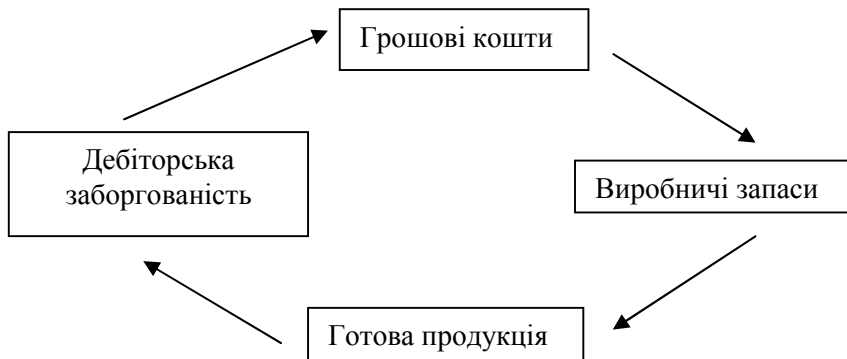 Грошові кошти
Дебіторська
заборгованість
Виробничі запаси
Готова продукція